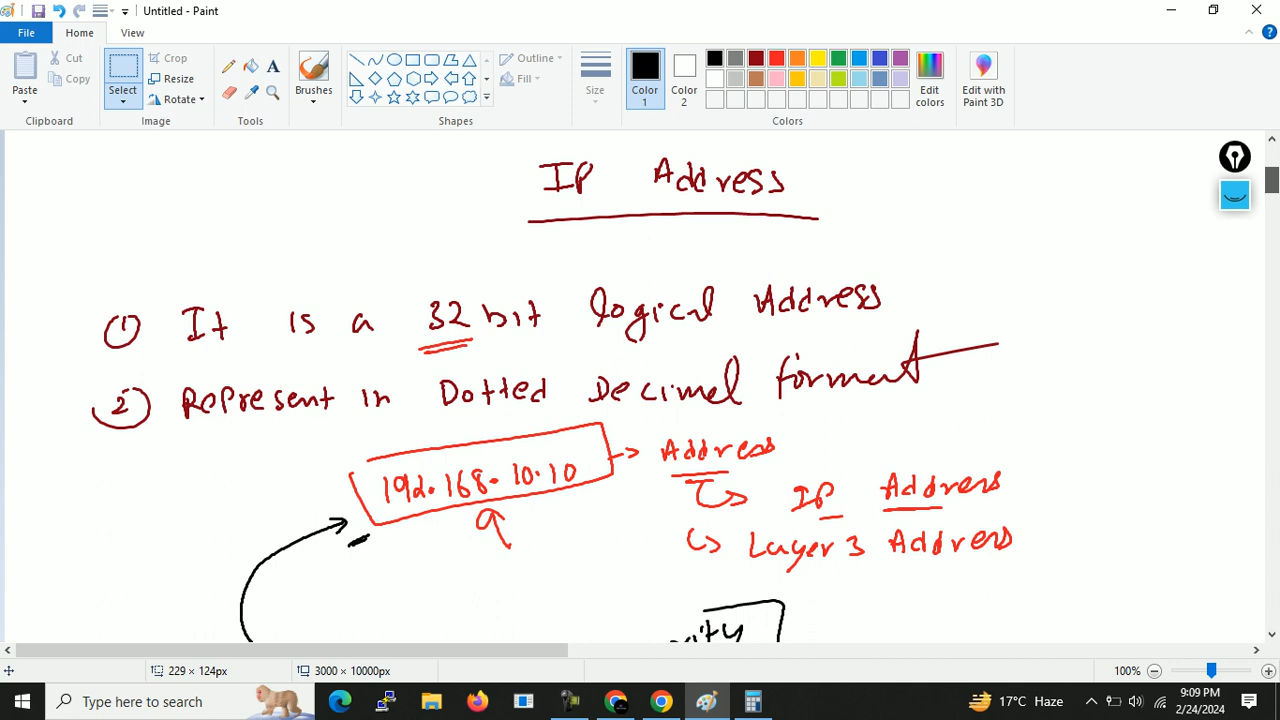 Untitled - Paint
File Home View
Paste Cut Copy Clipboard
Select Crop Resize Rotate Image
Tools
Brushes
Outline Fill Shapes
Size
Color 1 Color 2 Edit colors Colors
Edit with Paint 3D
IP Address
① It is a 32 bit logical Address
② Represent in Dotted Decimal format
192.168.10.10 → Address
↳ IP Address
↳ Layer 3 Address
229 × 124px 3000 × 10000px 100%
Type here to search
17°C Haze
9:09 PM
2/24/2024